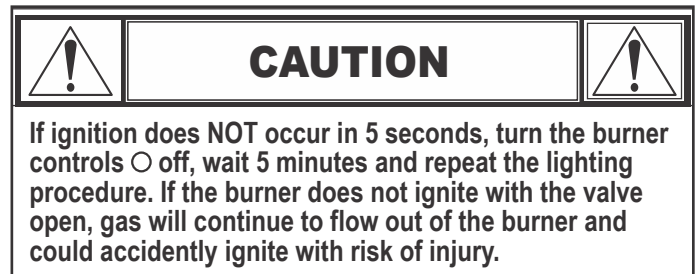 CAUTION
If ignition does NOT occur in 5 seconds, turn the burner
controls ○ off, wait 5 minutes and repeat the lighting
procedure. If the burner does not ignite with the valve
open, gas will continue to flow out of the burner and
could accidently ignite with risk of injury.